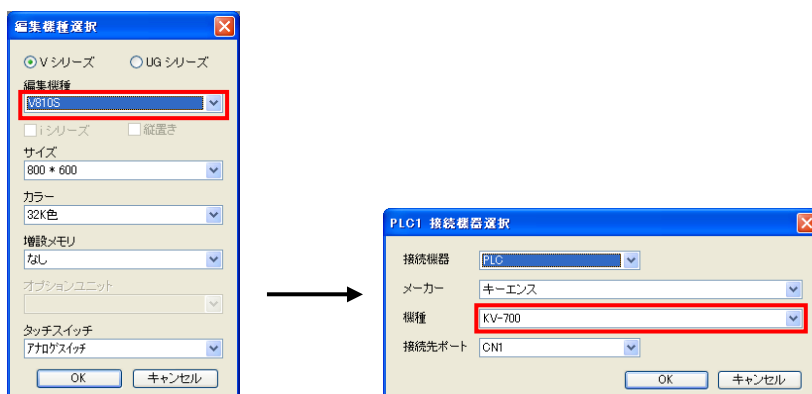 編集機種選択
Vシリーズ UGシリーズ
編集機種
V810S
iシリーズ 縦置き
サイズ
800 * 600
カラー
32K色
増設メモリ
なし
オプションユニット
タッチスイッチ
アナログスイッチ
OK キャンセル
PLC1 接続機器選択
接続機器 PLC
メーカー キーエンス
機種 KV-700
接続先ポート CN1
OK キャンセル